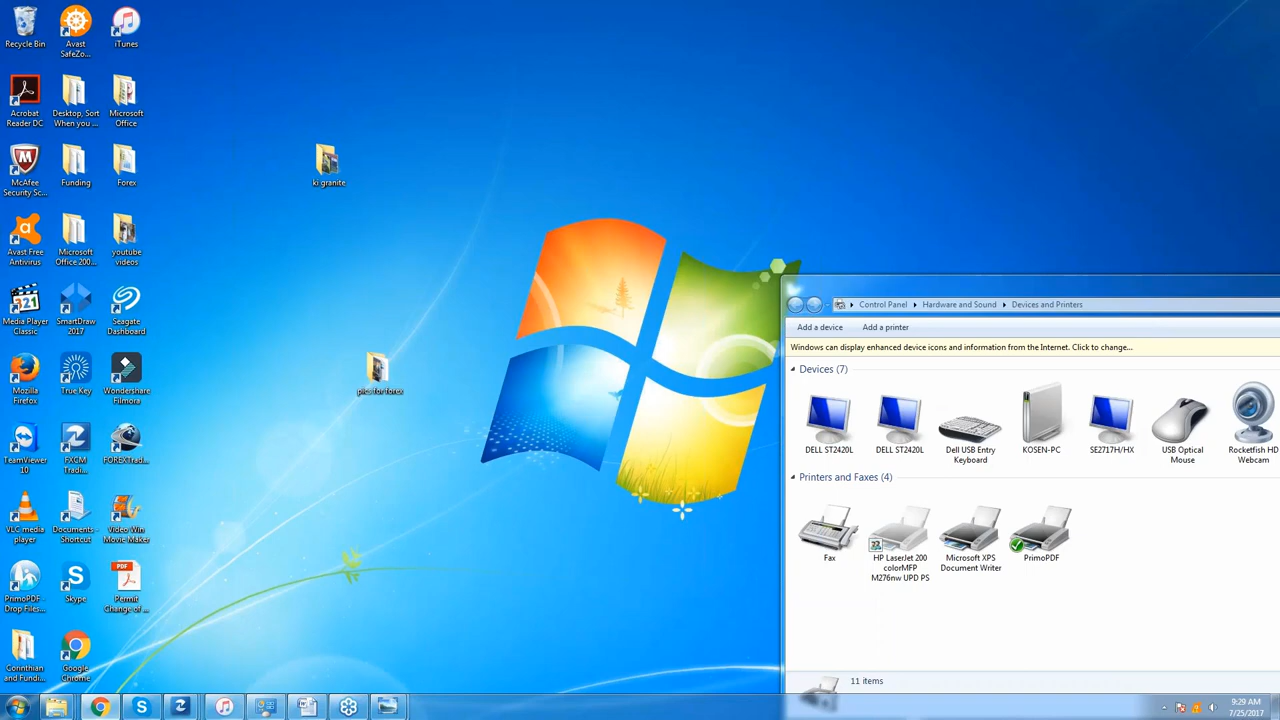 Recycle Bin
Avast
SafeZo...
iTunes
Acrobat
Reader DC
Desktop, Sort
When you ...
Microsoft
Office
McAfee
Security Sc...
Funding
Forex
ki granite
Avast Free
Antivirus
Microsoft
Office 200...
youtube
videos
321
Media Player
Classic
SmartDraw
2017
Seagate
Dashboard
Mozilla
Firefox
True Key
Wondershare
Filmora
pics for forex
TeamViewer
10
FXCM
Tradi...
FOREXTrad...
VLC media
player
Documents -
Shortcut
Video Win
Movie Maker
PrimoPDF -
Drop Files...
Skype
PDF
Permit
Change of ...
Corinthian
and Fundi...
Google
Chrome
Control Panel
Hardware and Sound
Devices and Printers
Add a device
Add a printer
Windows can display enhanced device icons and information from the Internet. Click to change...
Devices (7)
DELL ST2420L
DELL ST2420L
Dell USB Entry
Keyboard
KOSEN-PC
SE2717H/HX
USB Optical
Mouse
Rocketfish HD
Webcam
Printers and Faxes (4)
Fax
HP LaserJet 200
colorMFP
M276nw UPD PS
Microsoft XPS
Document Writer
PrimoPDF
11 items
9:29 AM
7/25/2017